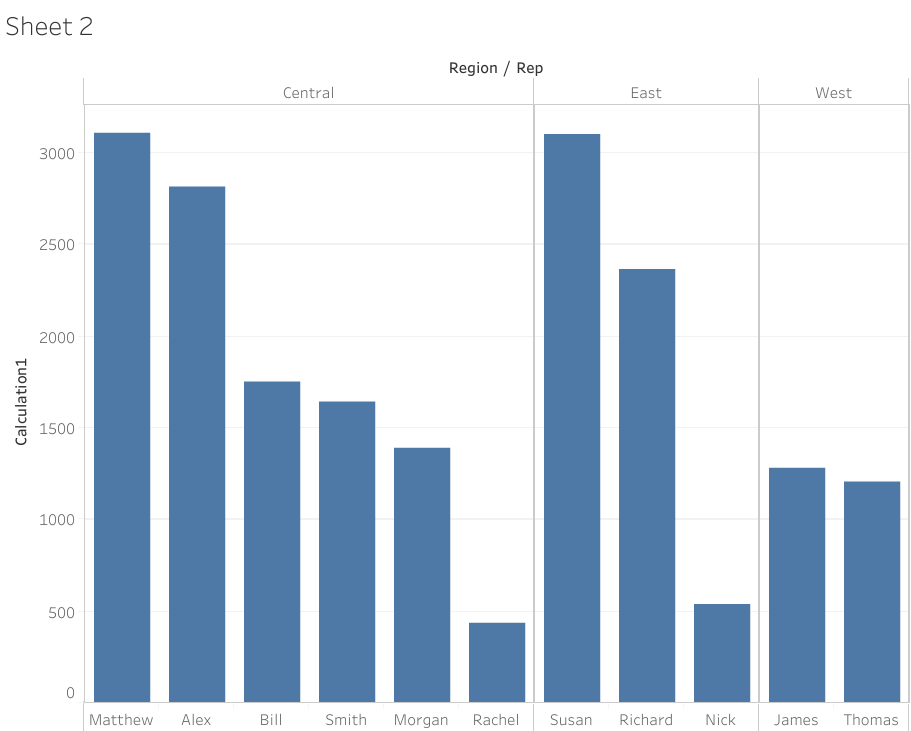 Sheet 2
Region / Rep
Central East West
Calculation1
3000
2500
2000
1500
1000
500
0
Matthew Alex Bill Smith Morgan Rachel Susan Richard Nick James Thomas